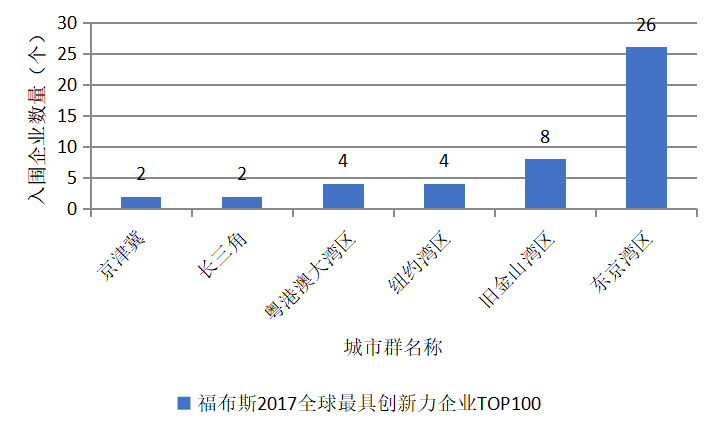 入围企业数量（个）
30
25
20
15
10
5
0
2
2
4
4
8
26
京津冀
长三角
粤港澳大湾区
纽约湾区
旧金山湾区
东京湾区
城市群名称
福布斯2017全球最具创新力企业TOP100